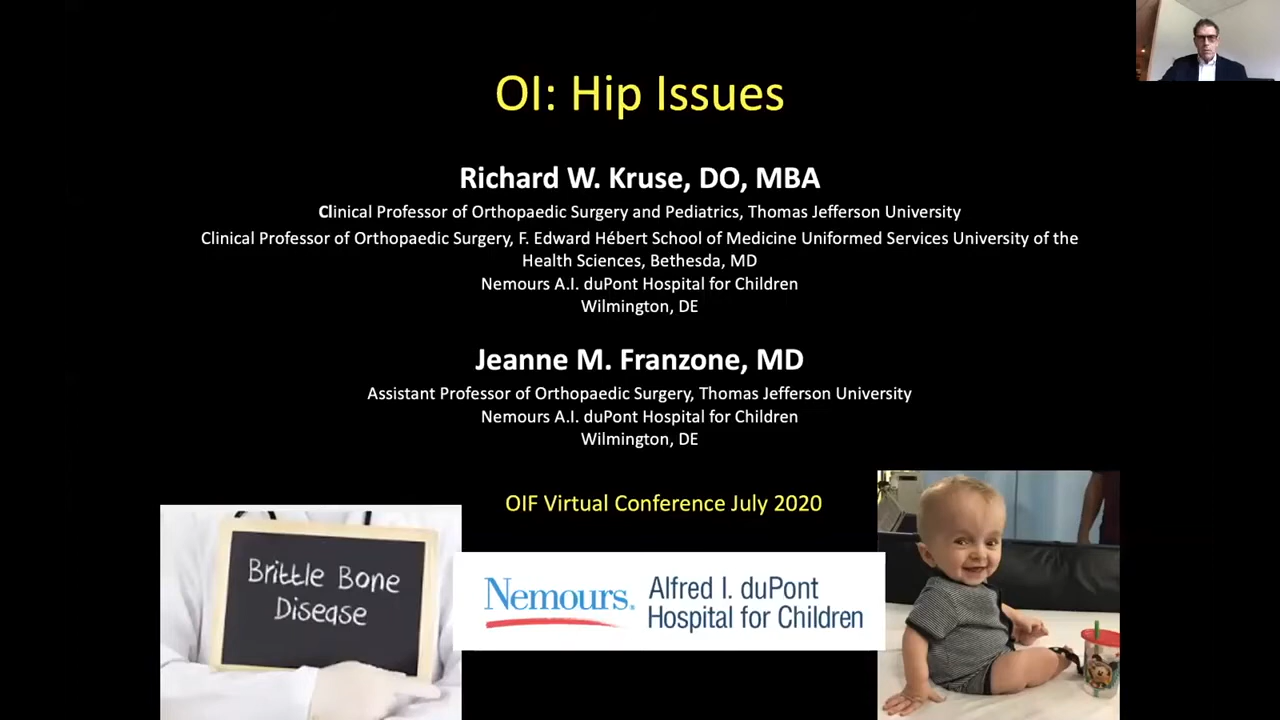 OI: Hip Issues
Richard W. Kruse, DO, MBA
Clinical Professor of Orthopaedic Surgery and Pediatrics, Thomas Jefferson University
Clinical Professor of Orthopaedic Surgery, F. Edward Hébert School of Medicine Uniformed Services University of the
Health Sciences, Bethesda, MD
Nemours A.I. duPont Hospital for Children
Wilmington, DE
Jeanne M. Franzone, MD
Assistant Professor of Orthopaedic Surgery, Thomas Jefferson University
Nemours A.I. duPont Hospital for Children
Wilmington, DE
OIF Virtual Conference July 2020
Brittle Bone
Disease
Nemours.
Alfred I. duPont
Hospital for Children